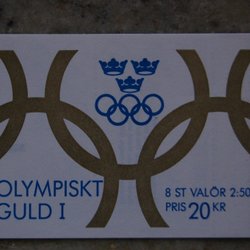 OLYMPISKT
GULD I
8 ST VALÖR 2:50
PRIS 20 KR